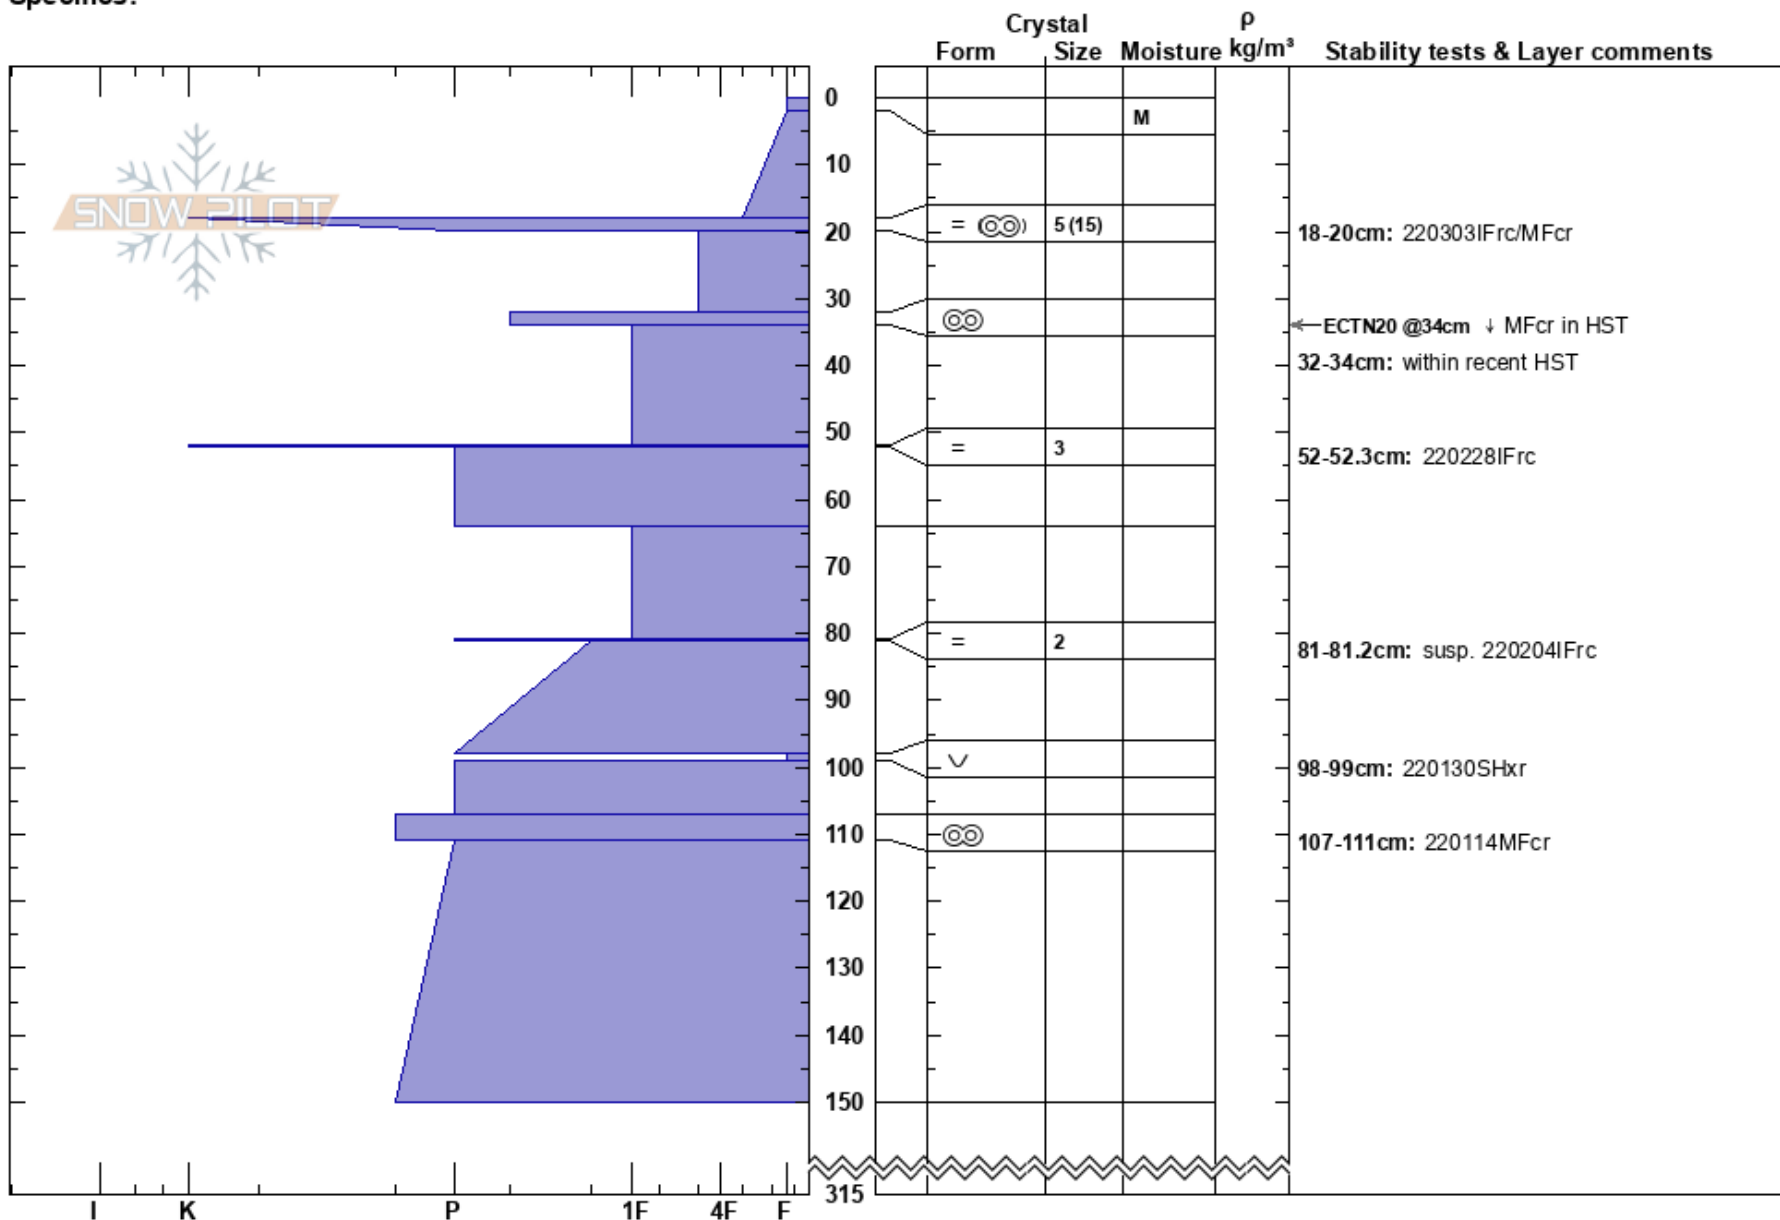 Specifics:
Crystal
ρ
Form Size Moisture kg/m³ Stability tests & Layer comments
0
M
10
SNOW PILOT
= 5 (15)
20
18-20cm: 220303IFrc/MFcr
30
ECTN20 @34cm ↓ MFcr in HST
32-34cm: within recent HST
40
50
= 3
52-52.3cm: 220228IFrc
60
70
80
= 2
81-81.2cm: susp. 220204IFrc
90
100
98-99cm: 220130SHxr
110
107-111cm: 220114MFcr
120
130
140
150
315
I K P 1F 4F F